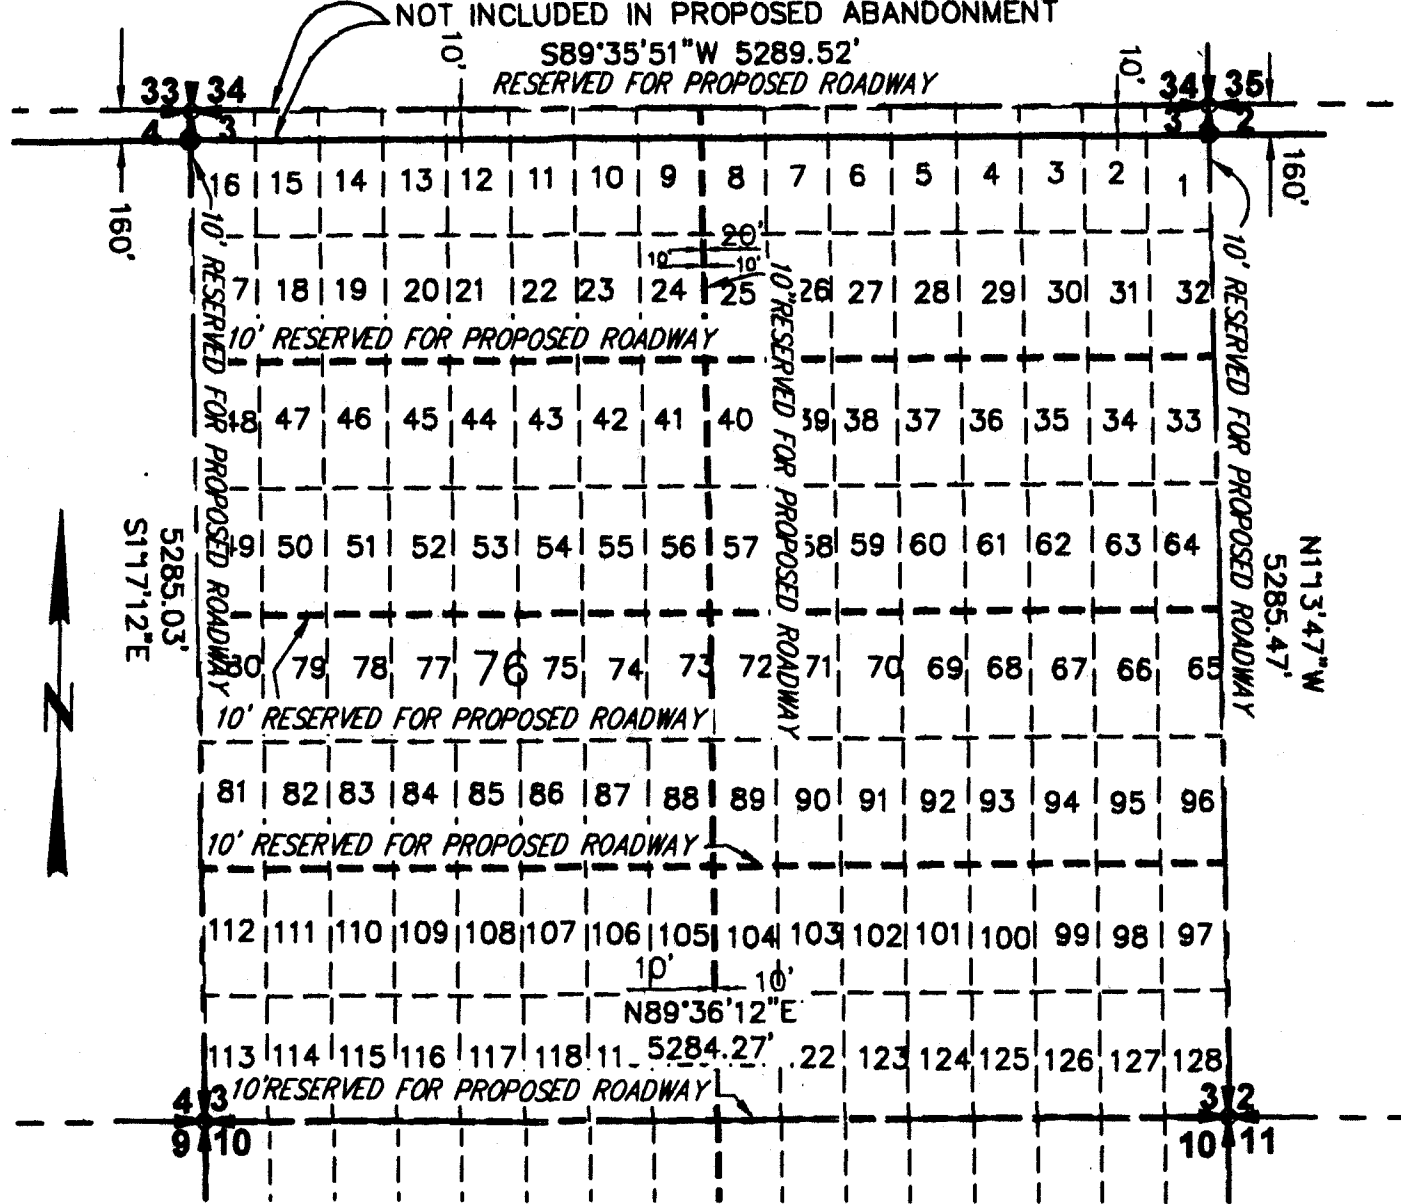 NOT INCLUDED IN PROPOSED ABANDONMENT
S89°35'51"W 5289.52'
RESERVED FOR PROPOSED ROADWAY
10' 10'
33 34 34 35
4 3 3 2
160' 160'
16 15 14 13 12 11 10 9 8 7 6 5 4 3 2 1
20'
10' 10'
7 18 19 20 21 22 23 24 25 26 27 28 29 30 31 32
10' RESERVED FOR PROPOSED ROADWAY
10' RESERVED FOR PROPOSED ROADWAY
10' RESERVED FOR PROPOSED ROADWAY
10' RESERVED FOR PROPOSED ROADWAY
48 47 46 45 44 43 42 41 40 39 38 37 36 35 34 33
49 50 51 52 53 54 55 56 57 58 59 60 61 62 63 64
5285.03'
S1°17'12"E
N1°13'47"W
5285.47'
N
80 79 78 77 76 75 74 73 72 71 70 69 68 67 66 65
10' RESERVED FOR PROPOSED ROADWAY
81 82 83 84 85 86 87 88 89 90 91 92 93 94 95 96
10' RESERVED FOR PROPOSED ROADWAY
112 111 110 109 108 107 106 105 104 103 102 101 100 99 98 97
10' 10'
N89°36'12"E
5284.27'
113 114 115 116 117 118 11 22 123 124 125 126 127 128
10' RESERVED FOR PROPOSED ROADWAY
4 3 3 2
9 10 10 11